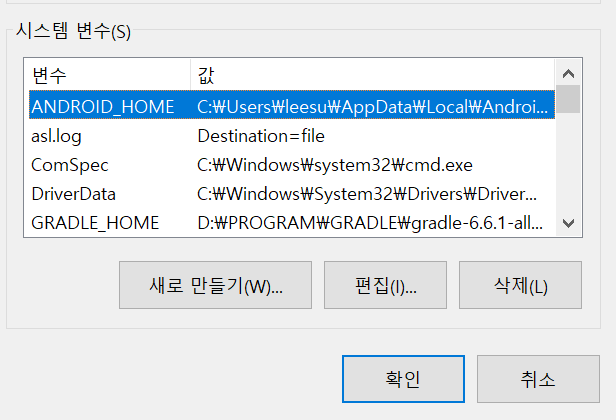 시스템 변수(S)
변수 값
ANDROID_HOME C:₩Users₩leesu₩AppData₩Local₩Androi...
asl.log Destination=file
ComSpec C:₩Windows₩system32₩cmd.exe
DriverData C:₩Windows₩System32₩Drivers₩Driver...
GRADLE_HOME D:₩PROGRAM₩GRADLE₩gradle-6.6.1-all...
새로 만들기(W)... 편집(I)... 삭제(L)
확인 취소